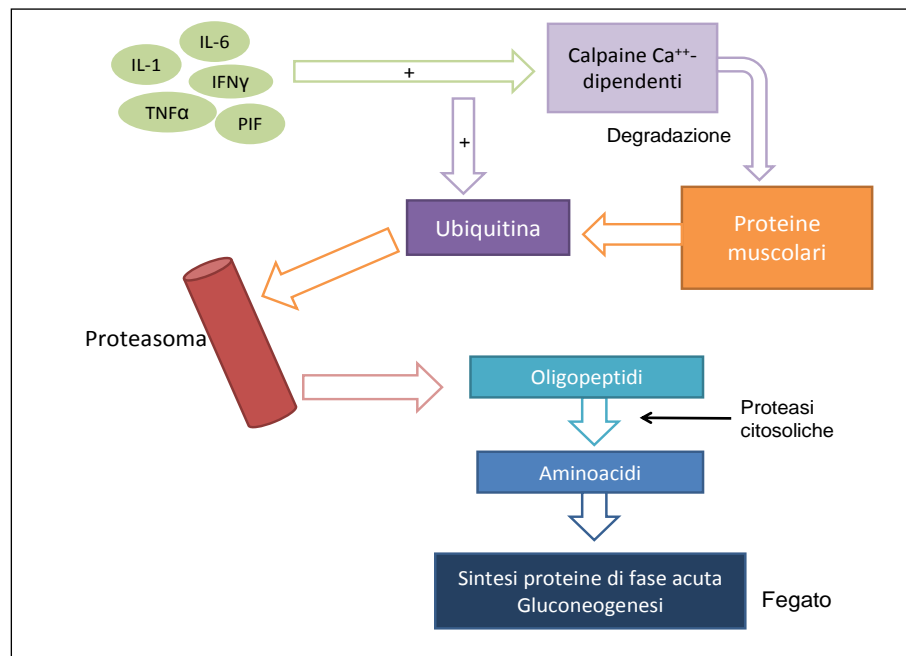 IL-6
IL-1
IFNγ
TNFα
PIF
+
Calpaine Ca⁺⁺-
dipendenti
+
Degradazione
Ubiquitina
Proteine
muscolari
Proteasoma
Oligopeptidi
Proteasi
citosoliche
Aminoacidi
Sintesi proteine di fase acuta
Gluconeogenesi
Fegato